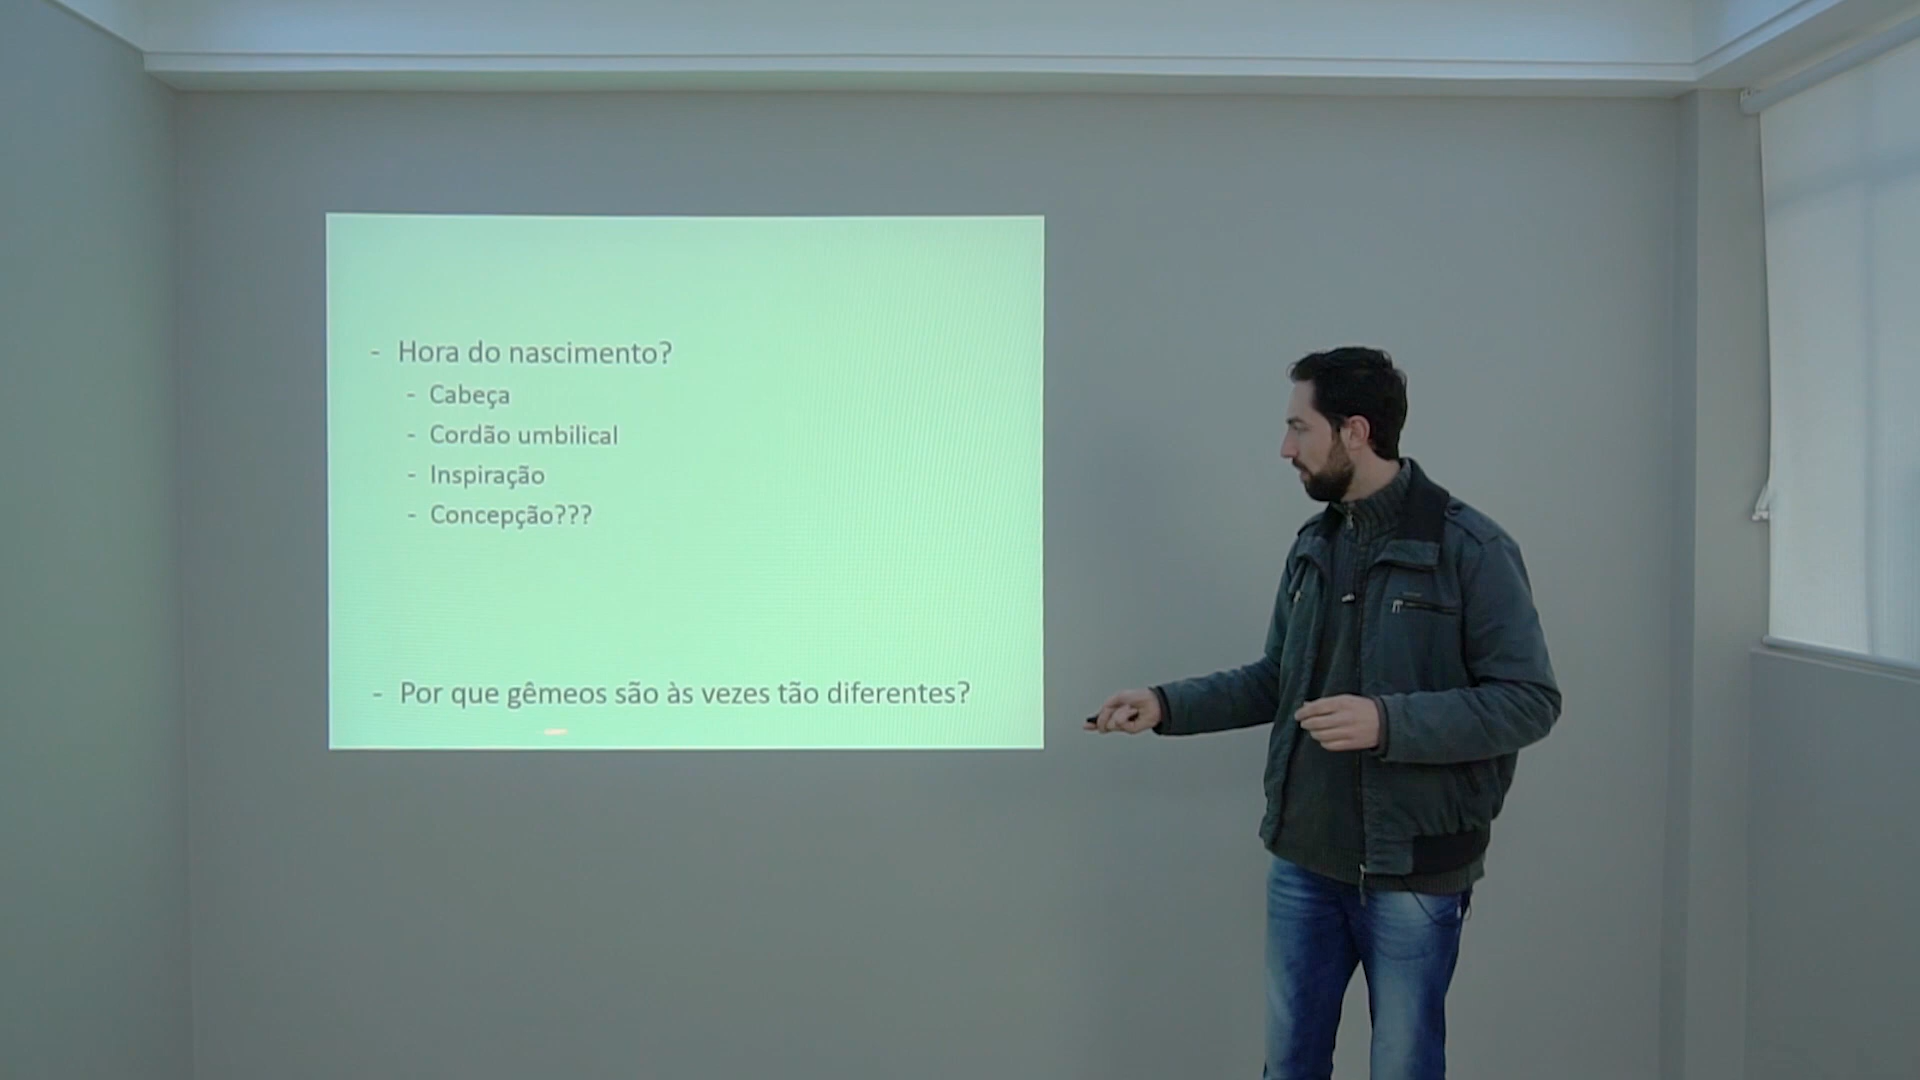 - Hora do nascimento?
- Cabeça
- Cordão umbilical
- Inspiração
- Concepção???
- Por que gêmeos são às vezes tão diferentes?